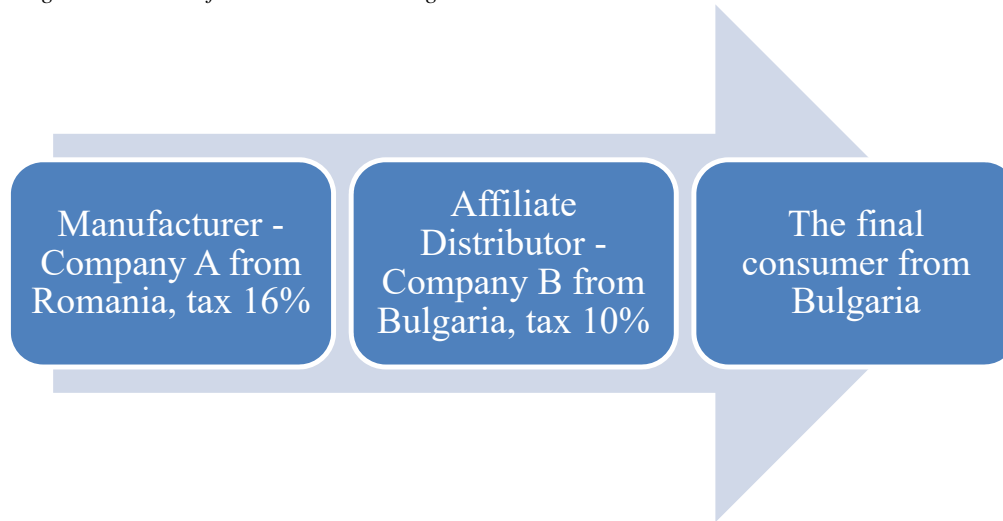 Manufacturer -
Company A from
Romania, tax 16%
Affiliate
Distributor -
Company B from
Bulgaria, tax 10%
The final
consumer from
Bulgaria